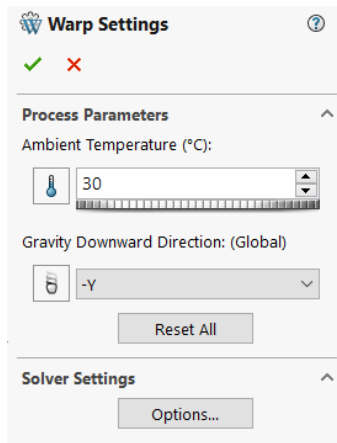 Warp Settings
Process Parameters
Ambient Temperature (°C):
30
Gravity Downward Direction: (Global)
-Y
Reset All
Solver Settings
Options...